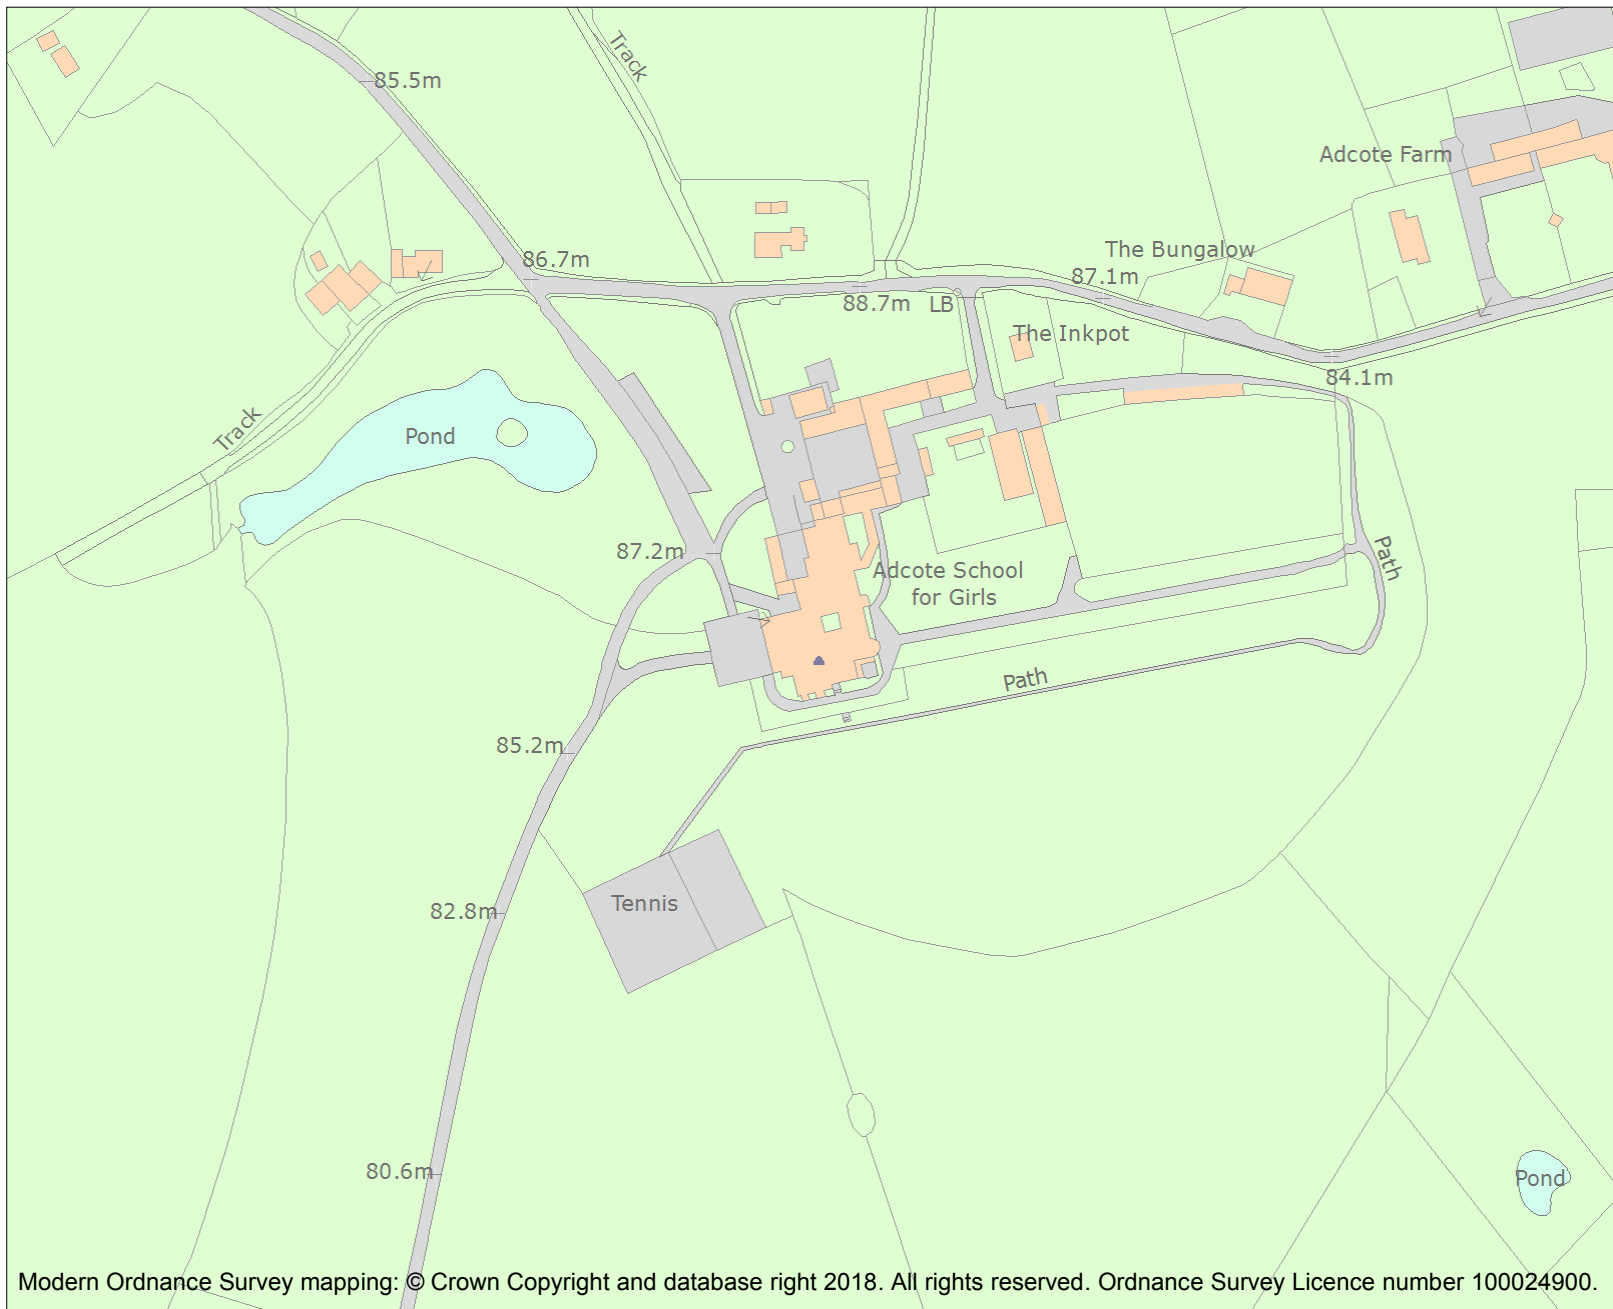 Track
85.5m
Adcote Farm
86.7m
The Bungalow
87.1m
88.7m
LB
The Inkpot
84.1m
Track
Pond
87.2m
Path
Adcote School
for Girls
Path
85.2m
Tennis
82.8m
80.6m
Pond
Modern Ordnance Survey mapping: © Crown Copyright and database right 2018. All rights reserved. Ordnance Survey Licence number 100024900.